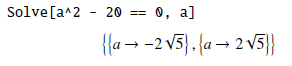 Solve[a^2 - 20 == 0, a]
{{a → -2 √5}, {a → 2 √5}}